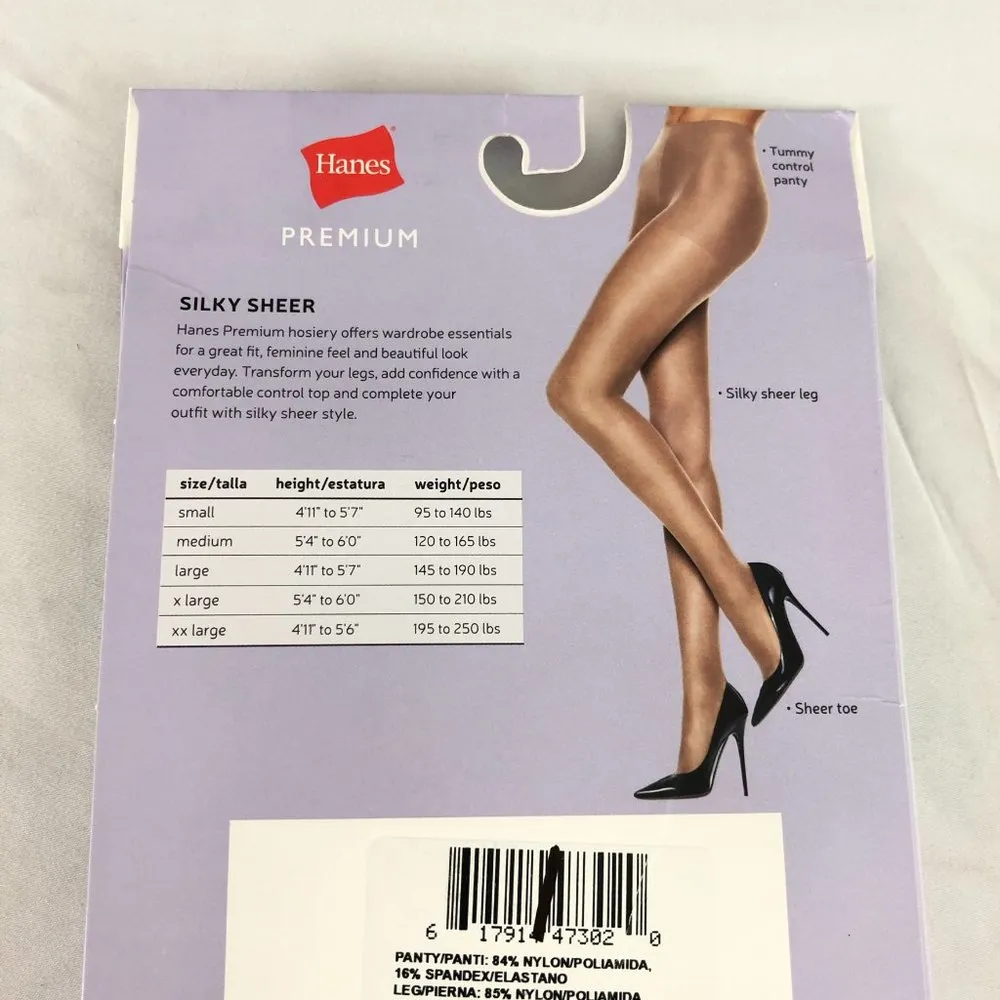 Hanes®
PREMIUM
SILKY SHEER
Hanes Premium hosiery offers wardrobe essentials
for a great fit, feminine feel and beautiful look
everyday. Transform your legs, add confidence with a
comfortable control top and complete your
outfit with silky sheer style.
size/talla height/estatura weight/peso
small 4'11" to 5'7" 95 to 140 lbs
medium 5'4" to 6'0" 120 to 165 lbs
large 4'11" to 5'7" 145 to 190 lbs
x large 5'4" to 6'0" 150 to 210 lbs
xx large 4'11" to 5'6" 195 to 250 lbs
• Tummy
control
panty
• Silky sheer leg
• Sheer toe
6 17914 47302 0
PANTY/PANTI: 84% NYLON/POLIAMIDA,
16% SPANDEX/ELASTANO
LEG/PIERNA: 85% NYLON/POLIAMIDA